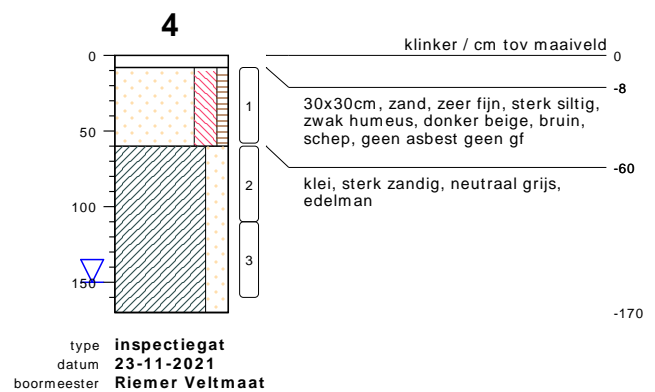 4
klinker / cm tov maaiveld
0
0
-8
30x30cm, zand, zeer fijn, sterk siltig,
zwak humeus, donker beige, bruin,
schep, geen asbest geen gf
1
50
-60
klei, sterk zandig, neutraal grijs,
edelman
2
100
3
150
-170
type inspectiegat
datum 23-11-2021
boormeester Riemer Veltmaat